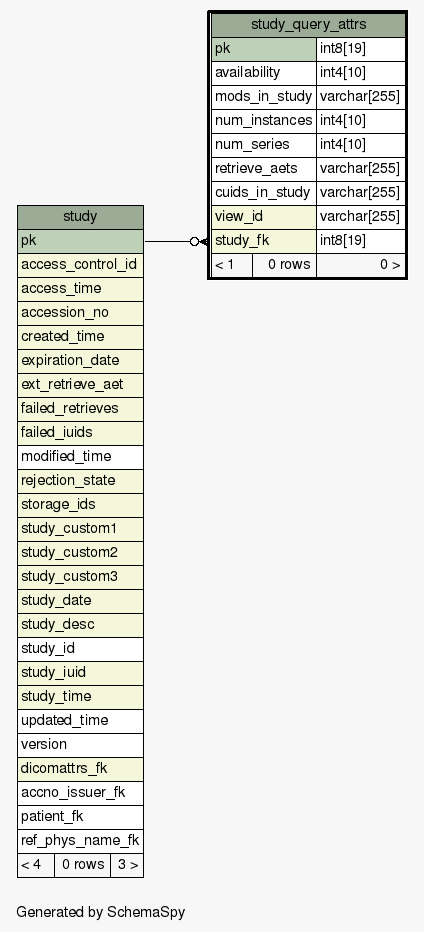 study_query_attrs
pk int8[19]
availability int4[10]
mods_in_study varchar[255]
num_instances int4[10]
num_series int4[10]
retrieve_aets varchar[255]
cuids_in_study varchar[255]
view_id varchar[255]
study_fk int8[19]
< 1 0 rows 0 >
study
pk
access_control_id
access_time
accession_no
created_time
expiration_date
ext_retrieve_aet
failed_retrieves
failed_iuids
modified_time
rejection_state
storage_ids
study_custom1
study_custom2
study_custom3
study_date
study_desc
study_id
study_iuid
study_time
updated_time
version
dicomattrs_fk
accno_issuer_fk
patient_fk
ref_phys_name_fk
< 4 0 rows 3 >
Generated by SchemaSpy